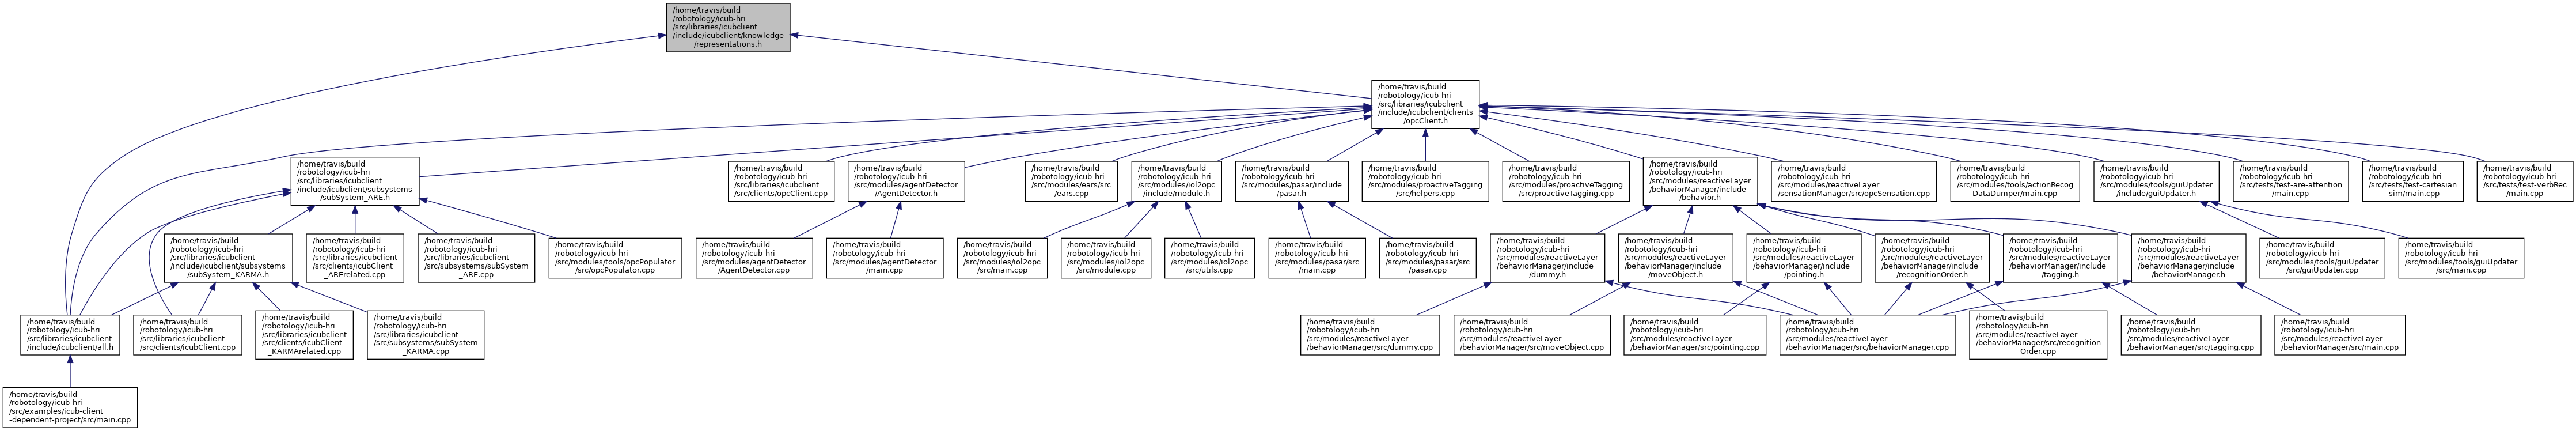 /home/travis/build
/robotology/icub-hri
/src/libraries/icubclient
/include/icubclient/knowledge
/representations.h
/home/travis/build
/robotology/icub-hri
/src/libraries/icubclient
/include/icubclient/clients
/opcClient.h
/home/travis/build
/robotology/icub-hri
/src/libraries/icubclient
/include/icubclient/subsystems
/subSystem_ARE.h
/home/travis/build
/robotology/icub-hri
/src/libraries/icubclient
/src/clients/opcClient.cpp
/home/travis/build
/robotology/icub-hri
/src/modules/agentDetector
/AgentDetector.h
/home/travis/build
/robotology/icub-hri
/src/modules/ears/src
/ears.cpp
/home/travis/build
/robotology/icub-hri
/src/modules/iol2opc
/include/module.h
/home/travis/build
/robotology/icub-hri
/src/modules/pasar/include
/pasar.h
/home/travis/build
/robotology/icub-hri
/src/modules/proactiveTagging
/src/helpers.cpp
/home/travis/build
/robotology/icub-hri
/src/modules/proactiveTagging
/src/proactiveTagging.cpp
/home/travis/build
/robotology/icub-hri
/src/modules/reactiveLayer
/behaviorManager/include
/behavior.h
/home/travis/build
/robotology/icub-hri
/src/modules/reactiveLayer
/sensationManager/src/opcSensation.cpp
/home/travis/build
/robotology/icub-hri
/src/modules/tools/actionRecog
DataDumper/main.cpp
/home/travis/build
/robotology/icub-hri
/src/modules/tools/guiUpdater
/include/guiUpdater.h
/home/travis/build
/robotology/icub-hri
/src/tests/test-are-attention
/main.cpp
/home/travis/build
/robotology/icub-hri
/src/tests/test-cartesian
-sim/main.cpp
/home/travis/build
/robotology/icub-hri
/src/tests/test-verbRec
/main.cpp
/home/travis/build
/robotology/icub-hri
/src/libraries/icubclient
/include/icubclient/subsystems
/subSystem_KARMA.h
/home/travis/build
/robotology/icub-hri
/src/libraries/icubclient
/src/clients/icubClient
_ARErelated.cpp
/home/travis/build
/robotology/icub-hri
/src/libraries/icubclient
/src/subsystems/subSystem
_ARE.cpp
/home/travis/build
/robotology/icub-hri
/src/modules/tools/opcPopulator
/src/opcPopulator.cpp
/home/travis/build
/robotology/icub-hri
/src/modules/agentDetector
/AgentDetector.cpp
/home/travis/build
/robotology/icub-hri
/src/modules/agentDetector
/main.cpp
/home/travis/build
/robotology/icub-hri
/src/modules/iol2opc
/src/main.cpp
/home/travis/build
/robotology/icub-hri
/src/modules/iol2opc
/src/module.cpp
/home/travis/build
/robotology/icub-hri
/src/modules/iol2opc
/src/utils.cpp
/home/travis/build
/robotology/icub-hri
/src/modules/pasar/src
/main.cpp
/home/travis/build
/robotology/icub-hri
/src/modules/pasar/src
/pasar.cpp
/home/travis/build
/robotology/icub-hri
/src/modules/reactiveLayer
/behaviorManager/include
/dummy.h
/home/travis/build
/robotology/icub-hri
/src/modules/reactiveLayer
/behaviorManager/include
/moveObject.h
/home/travis/build
/robotology/icub-hri
/src/modules/reactiveLayer
/behaviorManager/include
/pointing.h
/home/travis/build
/robotology/icub-hri
/src/modules/reactiveLayer
/behaviorManager/include
/recognitionOrder.h
/home/travis/build
/robotology/icub-hri
/src/modules/reactiveLayer
/behaviorManager/include
/tagging.h
/home/travis/build
/robotology/icub-hri
/src/modules/reactiveLayer
/behaviorManager/include
/behaviorManager.h
/home/travis/build
/robotology/icub-hri
/src/modules/tools/guiUpdater
/src/guiUpdater.cpp
/home/travis/build
/robotology/icub-hri
/src/modules/tools/guiUpdater
/src/main.cpp
/home/travis/build
/robotology/icub-hri
/src/libraries/icubclient
/include/icubclient/all.h
/home/travis/build
/robotology/icub-hri
/src/libraries/icubclient
/src/clients/icubClient.cpp
/home/travis/build
/robotology/icub-hri
/src/libraries/icubclient
/src/clients/icubClient
_KARMArelated.cpp
/home/travis/build
/robotology/icub-hri
/src/libraries/icubclient
/src/subsystems/subSystem
_KARMA.cpp
/home/travis/build
/robotology/icub-hri
/src/modules/reactiveLayer
/behaviorManager/src/dummy.cpp
/home/travis/build
/robotology/icub-hri
/src/modules/reactiveLayer
/behaviorManager/src/moveObject.cpp
/home/travis/build
/robotology/icub-hri
/src/modules/reactiveLayer
/behaviorManager/src/pointing.cpp
/home/travis/build
/robotology/icub-hri
/src/modules/reactiveLayer
/behaviorManager/src/behaviorManager.cpp
/home/travis/build
/robotology/icub-hri
/src/modules/reactiveLayer
/behaviorManager/src/recognition
Order.cpp
/home/travis/build
/robotology/icub-hri
/src/modules/reactiveLayer
/behaviorManager/src/tagging.cpp
/home/travis/build
/robotology/icub-hri
/src/modules/reactiveLayer
/behaviorManager/src/main.cpp
/home/travis/build
/robotology/icub-hri
/src/examples/icub-client
-dependent-project/src/main.cpp